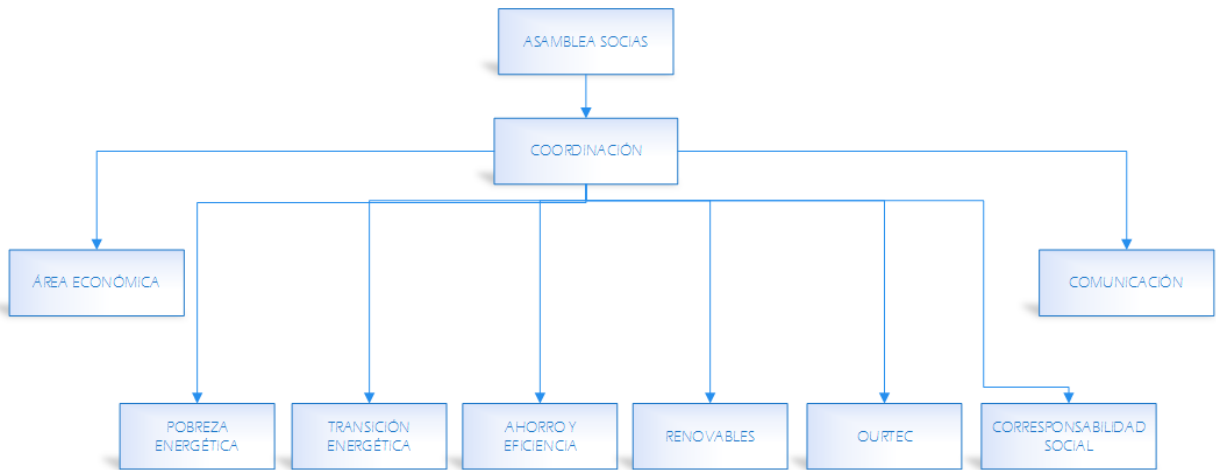 ASAMBLEA SOCIAS
COORDINACIÓN
ÁREA ECONÓMICA
COMUNICACIÓN
POBREZA
ENERGÉTICA
TRANSICIÓN
ENERGÉTICA
AHORRO Y
EFICIENCIA
RENOVABLES
OURTEC
CORRESPONSABILIDAD
SOCIAL